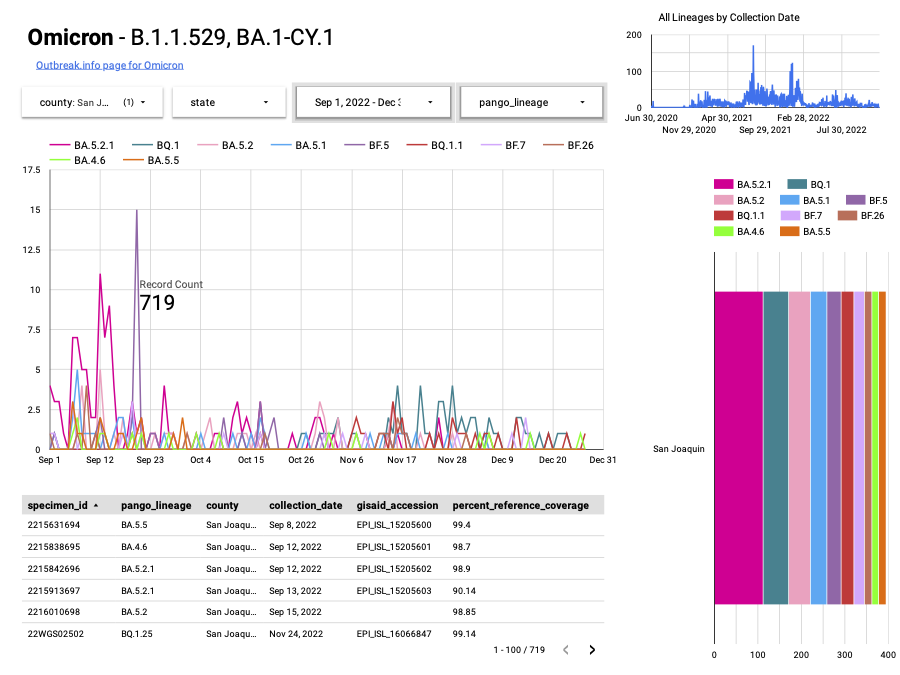 Omicron - B.1.1.529, BA.1-CY.1
Outbreak.info page for Omicron
county: San J... (1)
state
Sep 1, 2022 - Dec 3
pango_lineage
BA.5.2.1 BQ.1 BA.5.2 BA.5.1 BF.5 BQ.1.1 BF.7 BF.26
BA.4.6 BA.5.5
17.5
15
12.5
10
7.5
5
2.5
0
Record Count
719
Sep 1 Sep 12 Sep 23 Oct 4 Oct 15 Oct 26 Nov 6 Nov 17 Nov 28 Dec 9 Dec 20 Dec 31
specimen_id pango_lineage county collection_date gisaid_accession percent_reference_coverage
2215631694 BA.5.5 San Joaqu... Sep 8, 2022 EPI_ISL_15205600 99.4
2215838695 BA.4.6 San Joaqu... Sep 12, 2022 EPI_ISL_15205601 98.7
2215842696 BA.5.2.1 San Joaqu... Sep 12, 2022 EPI_ISL_15205602 98.9
2215913697 BA.5.2.1 San Joaqu... Sep 13, 2022 EPI_ISL_15205603 90.14
2216010698 BA.5.2 San Joaqu... Sep 15, 2022 98.85
22WGS02502 BQ.1.25 San Joaqu... Nov 24, 2022 EPI_ISL_16066847 99.14
1 - 100 / 719
All Lineages by Collection Date
200
100
0
Jun 30, 2020 Apr 30, 2021 Feb 28, 2022
Nov 29, 2020 Sep 29, 2021 Jul 30, 2022
BA.5.2.1 BQ.1
BA.5.2 BA.5.1 BF.5
BQ.1.1 BF.7 BF.26
BA.4.6 BA.5.5
San Joaquin
0 100 200 300 400